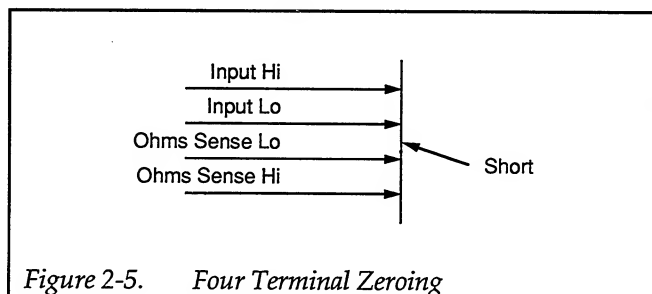 Input Hi
Input Lo
Ohms Sense Lo
Ohms Sense Hi
Short
Figure 2-5. Four Terminal Zeroing